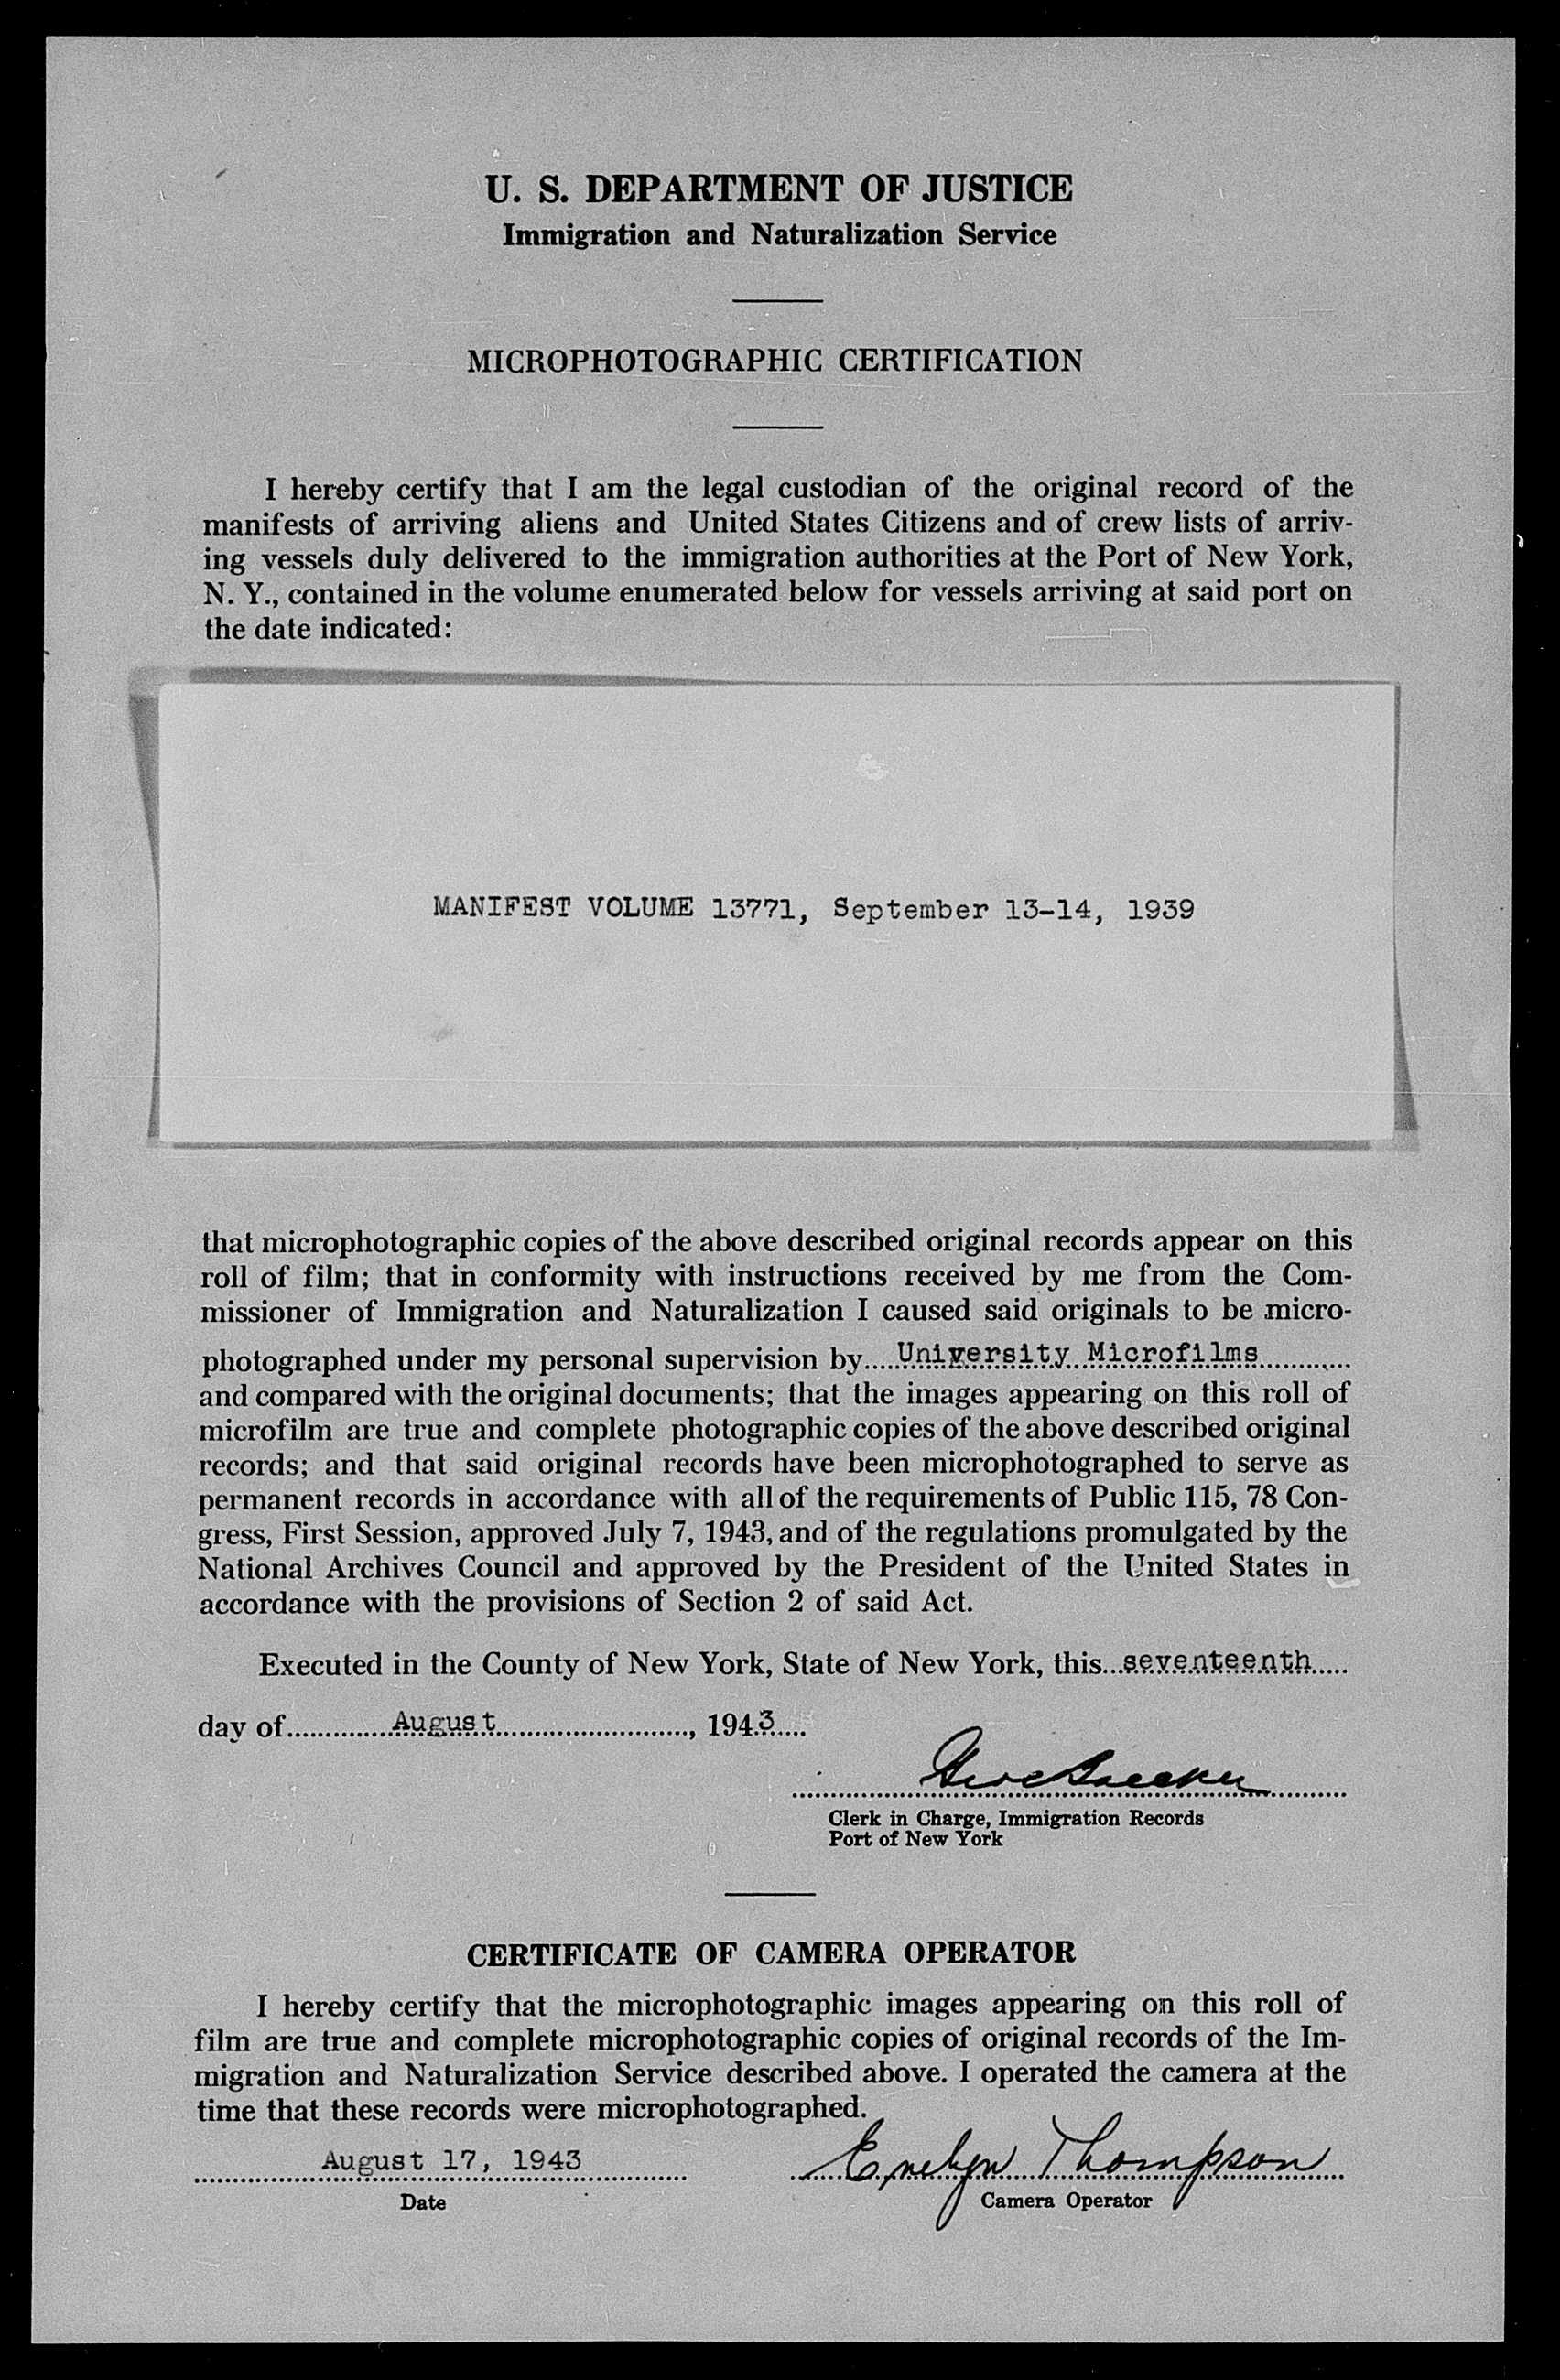 U. S. DEPARTMENT OF JUSTICE
Immigration and Naturalization Service
MICROPHOTOGRAPHIC CERTIFICATION
I hereby certify that I am the legal custodian of the original record of the
manifests of arriving aliens and United States Citizens and of crew lists of arriv-
ing vessels duly delivered to the immigration authorities at the Port of New York,
N. Y., contained in the volume enumerated below for vessels arriving at said port on
the date indicated:
MANIFEST VOLUME 13771, September 13-14, 1939
that microphotographic copies of the above described original records appear on this
roll of film; that in conformity with instructions received by me from the Com-
missioner of Immigration and Naturalization I caused said originals to be micro-
photographed under my personal supervision by....University Microfilms............
and compared with the original documents; that the images appearing on this roll of
microfilm are true and complete photographic copies of the above described original
records; and that said original records have been microphotographed to serve as
permanent records in accordance with all of the requirements of Public 115, 78 Con-
gress, First Session, approved July 7, 1943, and of the regulations promulgated by the
National Archives Council and approved by the President of the United States in
accordance with the provisions of Section 2 of said Act.
Executed in the County of New York, State of New York, this...seventeenth.....
day of..............August.........................., 1943....
Clerk in Charge, Immigration Records
Port of New York
CERTIFICATE OF CAMERA OPERATOR
I hereby certify that the microphotographic images appearing on this roll of
film are true and complete microphotographic copies of original records of the Im-
migration and Naturalization Service described above. I operated the camera at the
time that these records were microphotographed.
August 17, 1943 Evelyn Thompson
Date Camera Operator